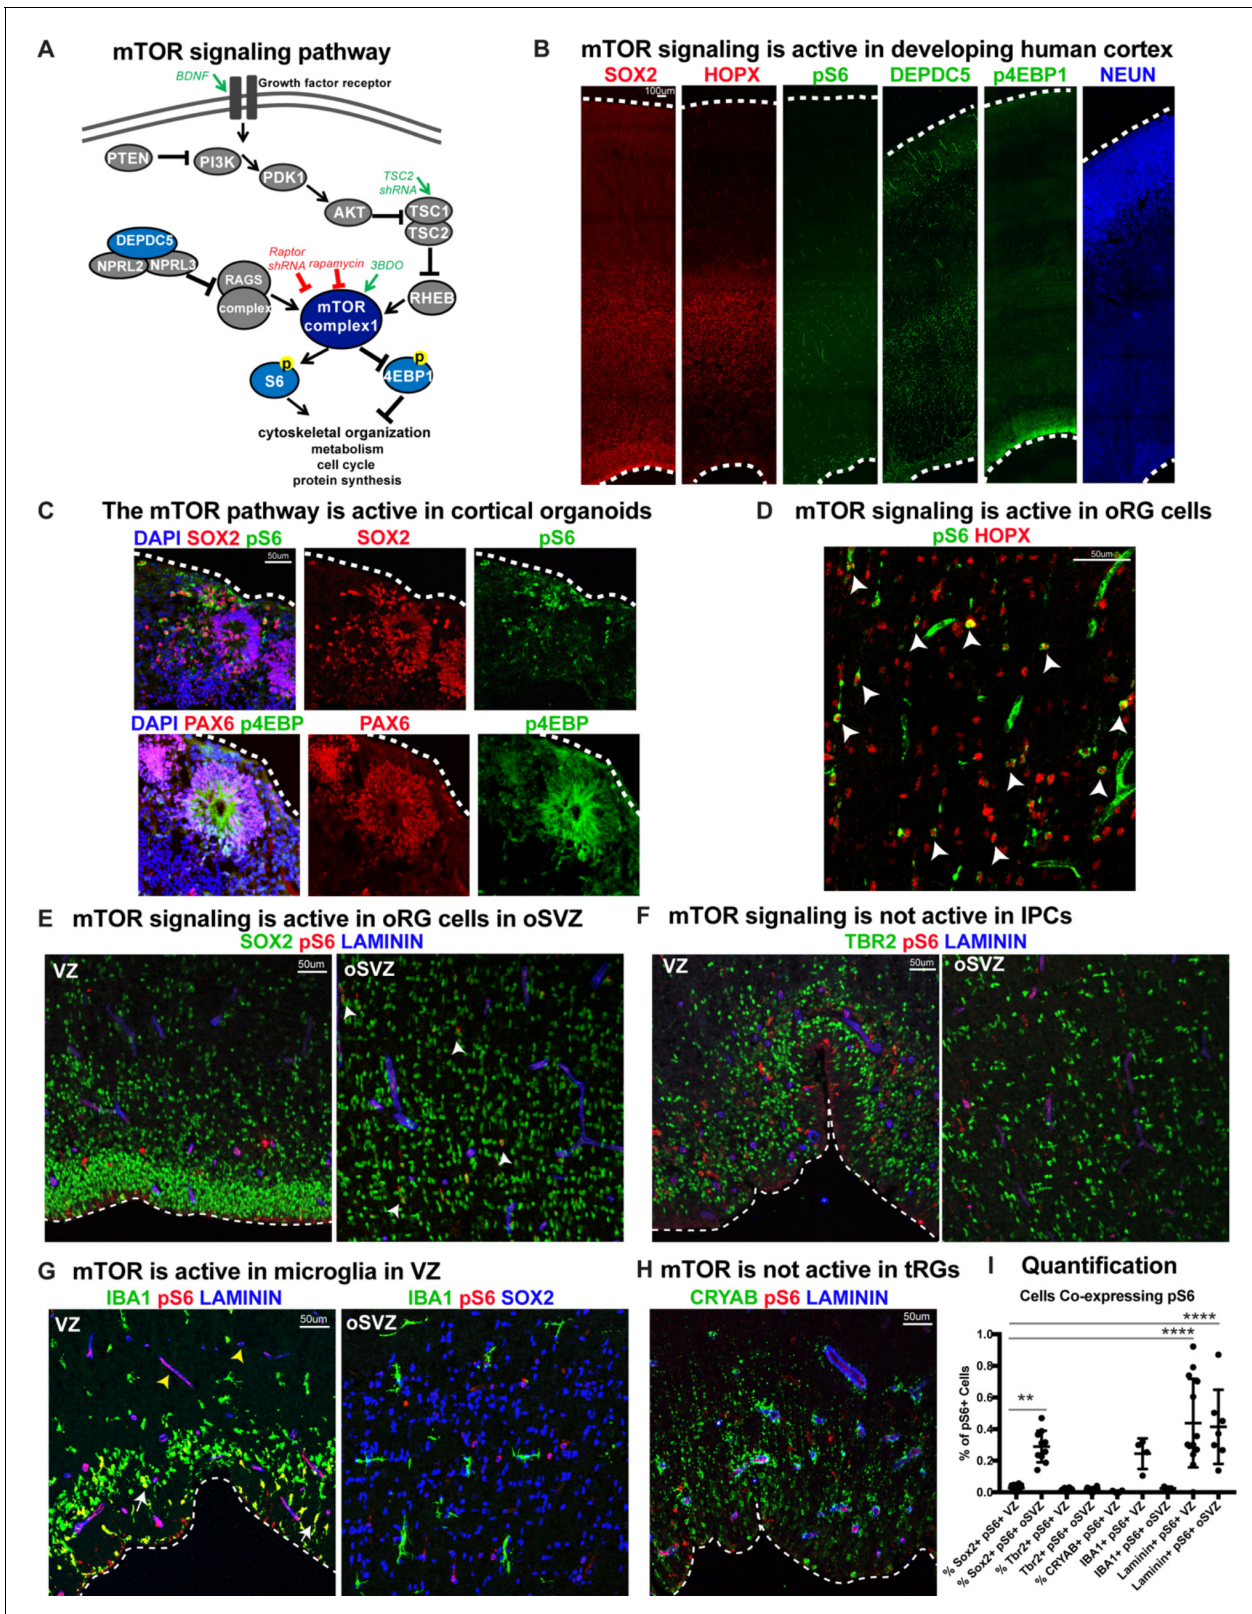 A mTOR signaling pathway
BDNF
Growth factor receptor
PTEN
PI3K
PDK1
AKT
TSC2
shRNA
TSC1
TSC2
DEPDC5
NPRL2
NPRL3
RAGS
complex
Raptor
shRNA
rapamycin
3BDO
RHEB
mTOR
complex1
p
S6
p
4EBP1
cytoskeletal organization
metabolism
cell cycle
protein synthesis
B mTOR signaling is active in developing human cortex
SOX2 HOPX pS6 DEPDC5 p4EBP1 NEUN
100um
C The mTOR pathway is active in cortical organoids
DAPI SOX2 pS6 SOX2 pS6
50um
DAPI PAX6 p4EBP PAX6 p4EBP
D mTOR signaling is active in oRG cells
pS6 HOPX
50um
E mTOR signaling is active in oRG cells in oSVZ
SOX2 pS6 LAMININ
VZ 50um oSVZ
F mTOR signaling is not active in IPCs
TBR2 pS6 LAMININ
VZ 50um oSVZ
G mTOR is active in microglia in VZ
IBA1 pS6 LAMININ IBA1 pS6 SOX2
VZ 50um oSVZ
H mTOR is not active in tRGs
CRYAB pS6 LAMININ
50um
I Quantification
Cells Co-expressing pS6
****
****
**
% of pS6+ Cells
1.0
0.8
0.6
0.4
0.2
0.0
% Sox2+ pS6+ VZ
% Sox2+ pS6+ oSVZ
% Tbr2+ pS6+ VZ
% Tbr2+ pS6+ oSVZ
% CRYAB+ pS6+ VZ
IBA1+ pS6+ VZ
IBA1+ pS6+ oSVZ
Laminin+ pS6+ VZ
Laminin+ pS6+ oSVZ